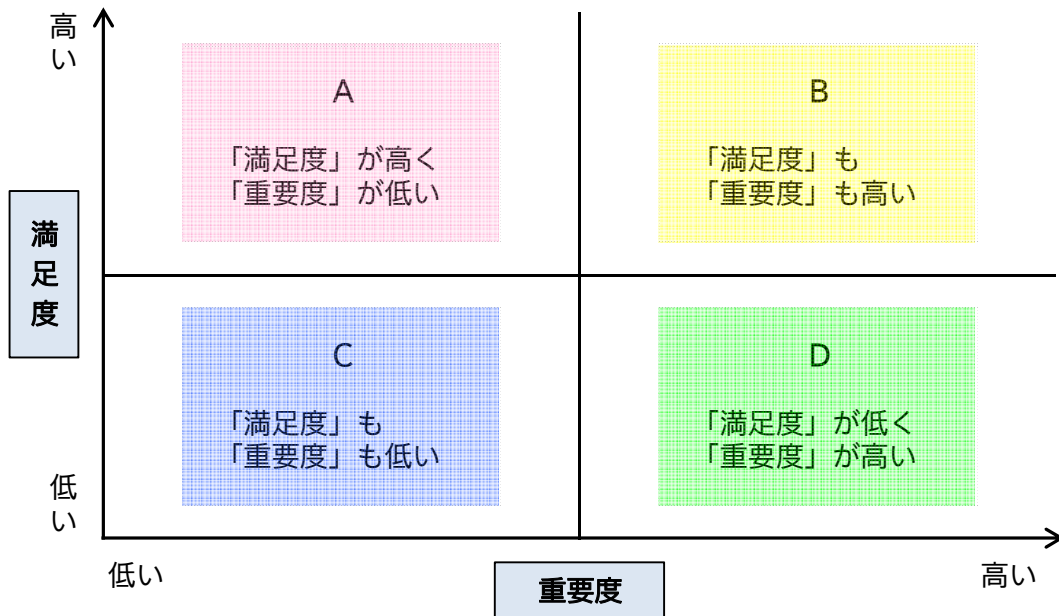 高い
A
「満足度」が高く
「重要度」が低い
B
「満足度」も
「重要度」も高い
満足度
C
「満足度」も
「重要度」も低い
D
「満足度」が低く
「重要度」が高い
低い
低い
重要度
高い